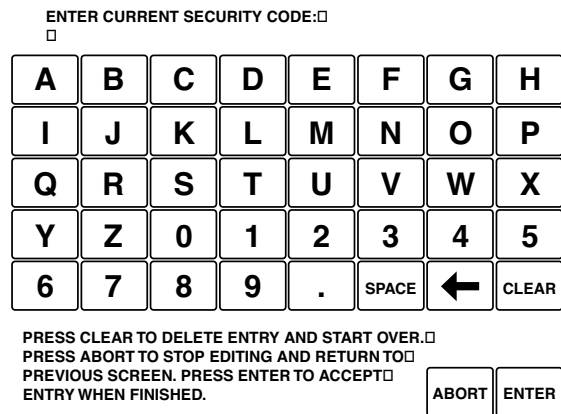 ENTER CURRENT SECURITY CODE:□
□
A B C D E F G H
I J K L M N O P
Q R S T U V W X
Y Z 0 1 2 3 4 5
6 7 8 9 . SPACE ← CLEAR
PRESS CLEAR TO DELETE ENTRY AND START OVER.□
PRESS ABORT TO STOP EDITING AND RETURN TO□
PREVIOUS SCREEN. PRESS ENTER TO ACCEPT□
ENTRY WHEN FINISHED.
ABORT ENTER